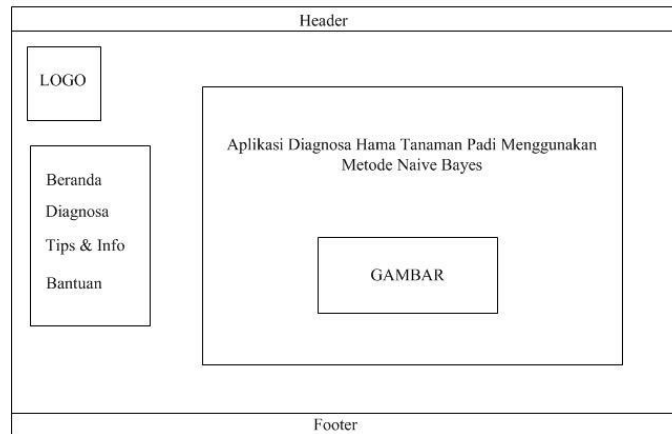 Header
LOGO
Beranda
Diagnosa
Tips & Info
Bantuan
Aplikasi Diagnosa Hama Tanaman Padi Menggunakan
Metode Naive Bayes
GAMBAR
Footer